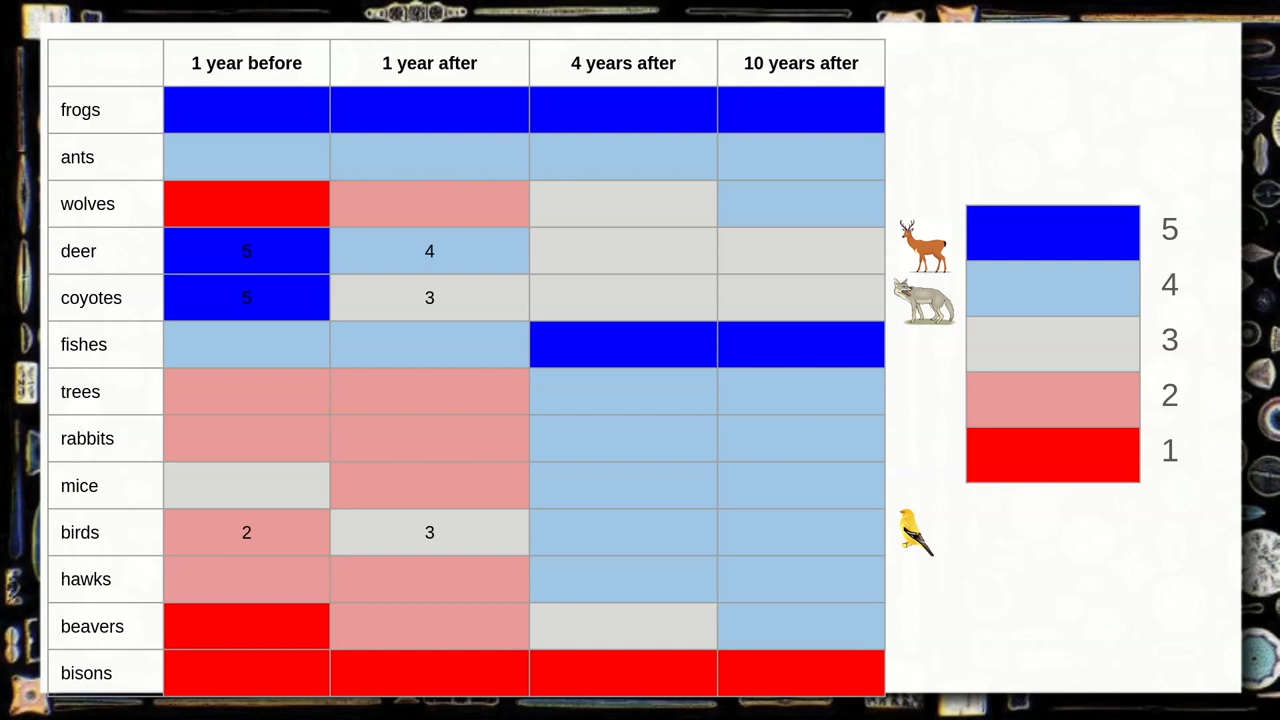 1 year before 1 year after 4 years after 10 years after
frogs
ants
wolves
deer 5 4
coyotes 5 3
fishes
trees
rabbits
mice
birds 2 3
hawks
beavers
bisons
5
4
3
2
1